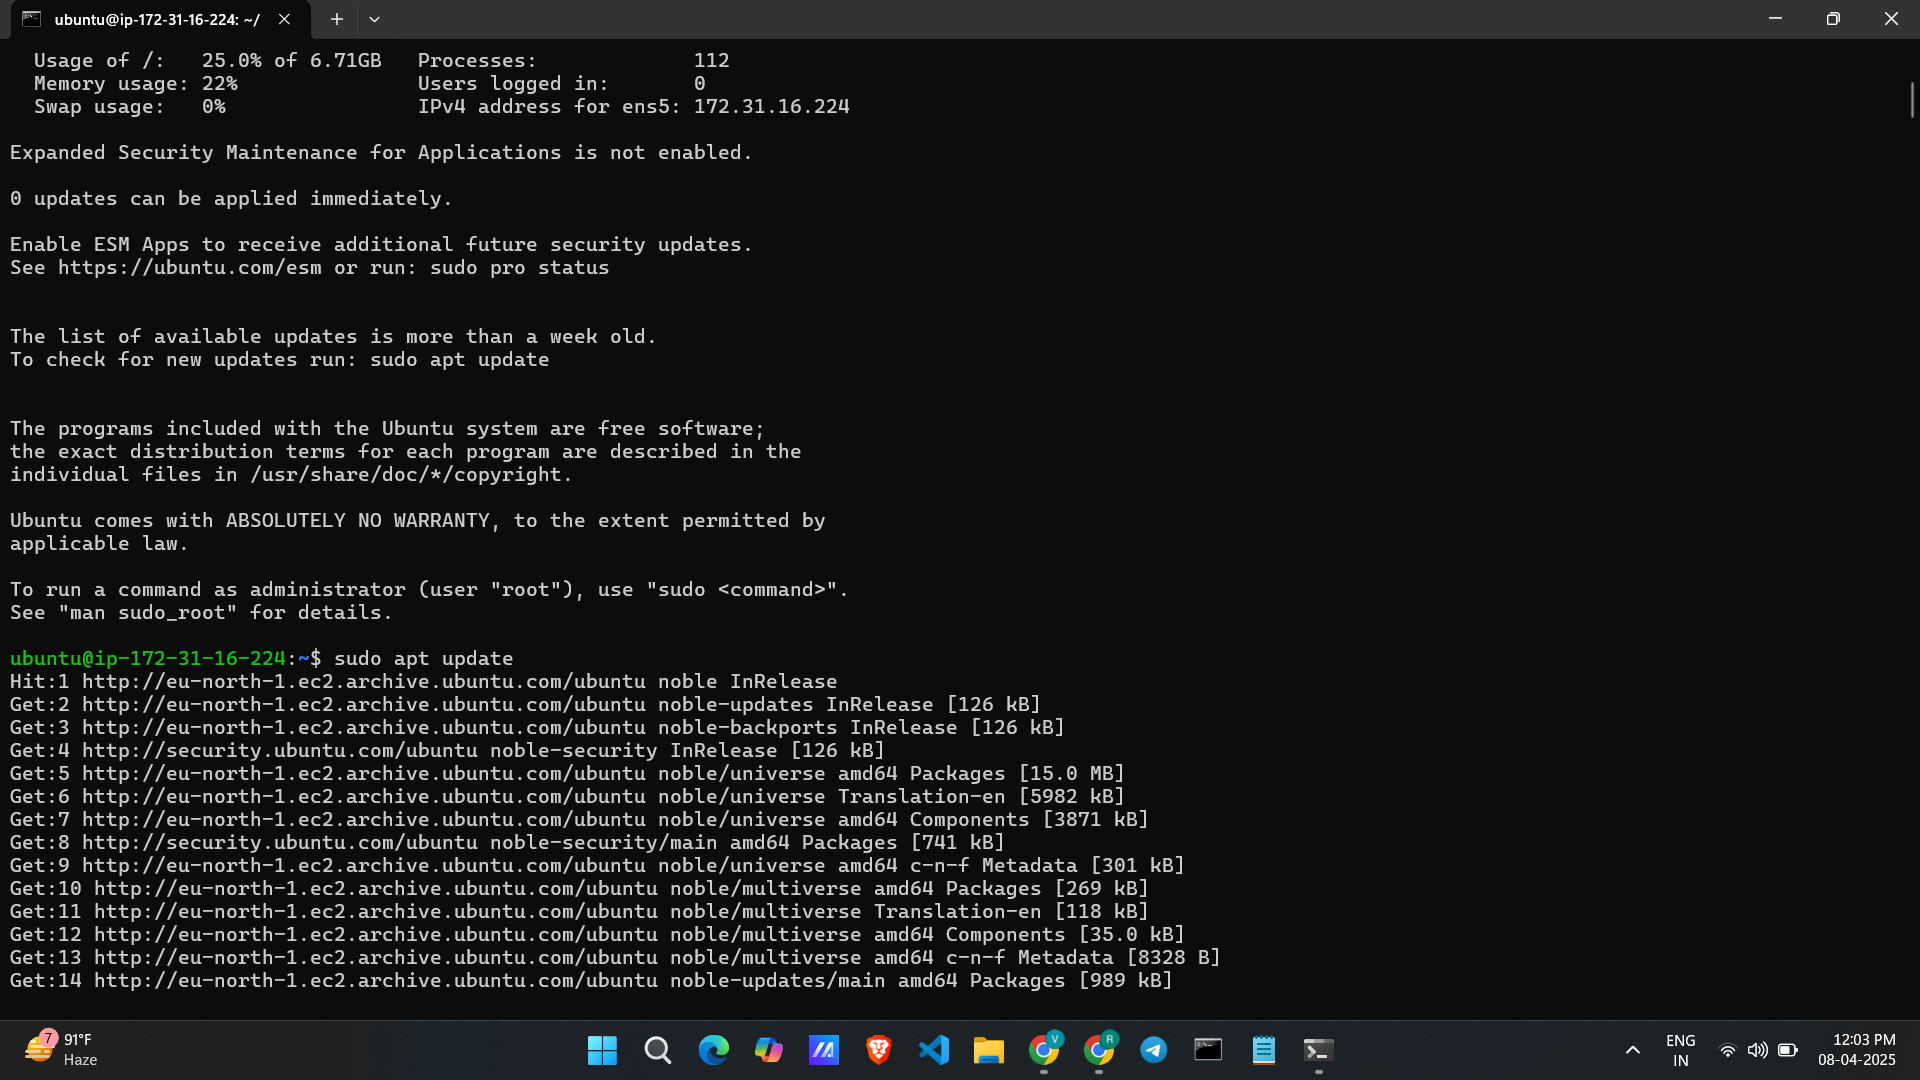 ubuntu@ip-172-31-16-224: ~/
Usage of /:   25.0% of 6.71GB   Processes:             112
Memory usage: 22%               Users logged in:       0
Swap usage:   0%                IPv4 address for ens5: 172.31.16.224
Expanded Security Maintenance for Applications is not enabled.
0 updates can be applied immediately.
Enable ESM Apps to receive additional future security updates.
See https://ubuntu.com/esm or run: sudo pro status
The list of available updates is more than a week old.
To check for new updates run: sudo apt update
The programs included with the Ubuntu system are free software;
the exact distribution terms for each program are described in the
individual files in /usr/share/doc/*/copyright.
Ubuntu comes with ABSOLUTELY NO WARRANTY, to the extent permitted by
applicable law.
To run a command as administrator (user "root"), use "sudo <command>".
See "man sudo_root" for details.
ubuntu@ip-172-31-16-224:~$ sudo apt update
Hit:1 http://eu-north-1.ec2.archive.ubuntu.com/ubuntu noble InRelease
Get:2 http://eu-north-1.ec2.archive.ubuntu.com/ubuntu noble-updates InRelease [126 kB]
Get:3 http://eu-north-1.ec2.archive.ubuntu.com/ubuntu noble-backports InRelease [126 kB]
Get:4 http://security.ubuntu.com/ubuntu noble-security InRelease [126 kB]
Get:5 http://eu-north-1.ec2.archive.ubuntu.com/ubuntu noble/universe amd64 Packages [15.0 MB]
Get:6 http://eu-north-1.ec2.archive.ubuntu.com/ubuntu noble/universe Translation-en [5982 kB]
Get:7 http://eu-north-1.ec2.archive.ubuntu.com/ubuntu noble/universe amd64 Components [3871 kB]
Get:8 http://security.ubuntu.com/ubuntu noble-security/main amd64 Packages [741 kB]
Get:9 http://eu-north-1.ec2.archive.ubuntu.com/ubuntu noble/universe amd64 c-n-f Metadata [301 kB]
Get:10 http://eu-north-1.ec2.archive.ubuntu.com/ubuntu noble/multiverse amd64 Packages [269 kB]
Get:11 http://eu-north-1.ec2.archive.ubuntu.com/ubuntu noble/multiverse Translation-en [118 kB]
Get:12 http://eu-north-1.ec2.archive.ubuntu.com/ubuntu noble/multiverse amd64 Components [35.0 kB]
Get:13 http://eu-north-1.ec2.archive.ubuntu.com/ubuntu noble/multiverse amd64 c-n-f Metadata [8328 B]
Get:14 http://eu-north-1.ec2.archive.ubuntu.com/ubuntu noble-updates/main amd64 Packages [989 kB]
7 91°F
Haze
V R
ENG
IN
12:03 PM
08-04-2025